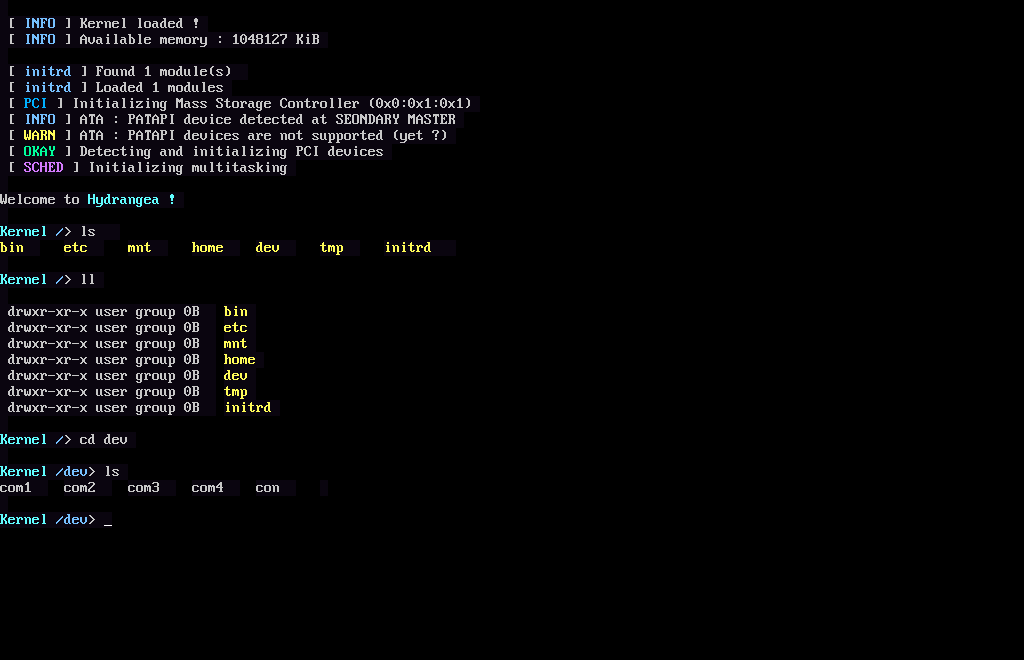 [ INFO ] Kernel loaded !
[ INFO ] Available memory : 1048127 KiB
[ initrd ] Found 1 module(s)
[ initrd ] Loaded 1 modules
[ PCI ] Initializing Mass Storage Controller (0x0:0x1:0x1)
[ INFO ] ATA : PATAPI device detected at SEONDARY MASTER
[ WARN ] ATA : PATAPI devices are not supported (yet ?)
[ OKAY ] Detecting and initializing PCI devices
[ SCHED ] Initializing multitasking
Welcome to Hydrangea !
Kernel /> ls
bin etc mnt home dev tmp initrd
Kernel /> ll
drwxr-xr-x user group 0B bin
drwxr-xr-x user group 0B etc
drwxr-xr-x user group 0B mnt
drwxr-xr-x user group 0B home
drwxr-xr-x user group 0B dev
drwxr-xr-x user group 0B tmp
drwxr-xr-x user group 0B initrd
Kernel /> cd dev
Kernel /dev> ls
com1 com2 com3 com4 con
Kernel /dev> _